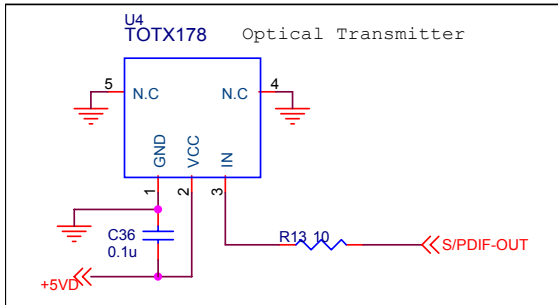 U4
TOTX178 Optical Transmitter
5 N.C N.C 4
GND VCC IN
1 2 3
C36
0.1u
R13 10
S/PDIF-OUT
+5VD